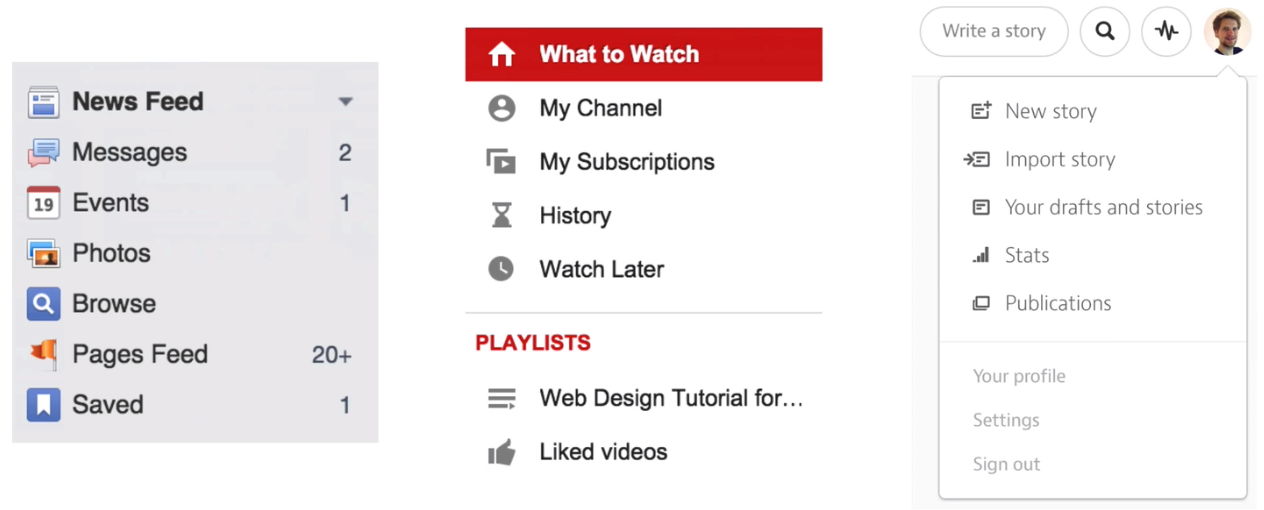 News Feed
Messages 2
19 Events 1
Photos
Browse
Pages Feed 20+
Saved 1
What to Watch
My Channel
My Subscriptions
History
Watch Later
PLAYLISTS
Web Design Tutorial for...
Liked videos
Write a story
New story
Import story
Your drafts and stories
Stats
Publications
Your profile
Settings
Sign out